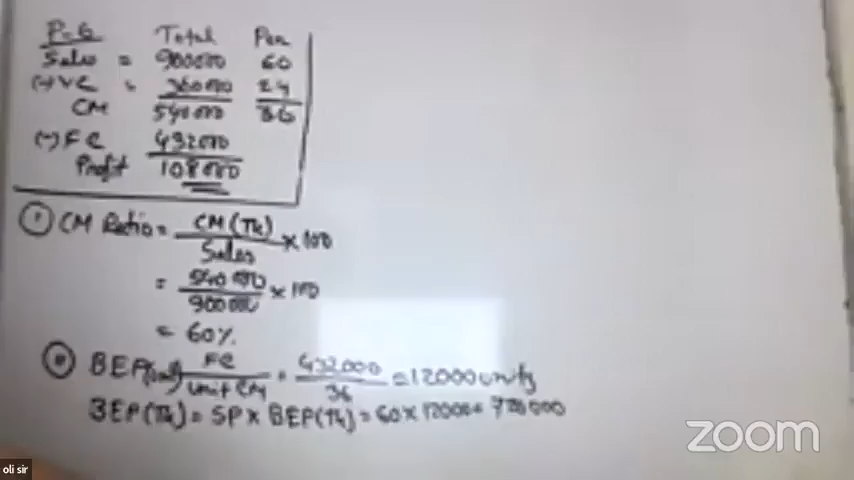 P-6 Total Per
Sales = 900000 60
(-) VC = 360000 24
CM 540000 36
(-) FC 432000
Profit 108000
① CM Ratio = CM(Tk) / Sales × 100
= 540000 / 900000 × 100
= 60%
BEP(unit) FC / Unit CM = 432000 / 36 = 12000 units
BEP(Tk) = SP × BEP(Tk) = 60 × 12000 = 720000
zoom
oli sir